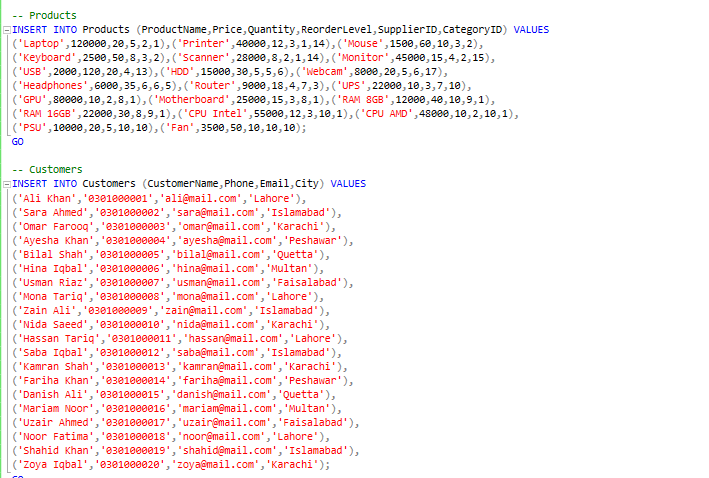 -- Products
INSERT INTO Products (ProductName,Price,Quantity,ReorderLevel,SupplierID,CategoryID) VALUES
('Laptop',120000,20,5,2,1),('Printer',40000,12,3,1,14),('Mouse',1500,60,10,3,2),
('Keyboard',2500,50,8,3,2),('Scanner',28000,8,2,1,14),('Monitor',45000,15,4,2,15),
('USB',2000,120,20,4,13),('HDD',15000,30,5,5,6),('Webcam',8000,20,5,6,17),
('Headphones',6000,35,6,6,5),('Router',9000,18,4,7,3),('UPS',22000,10,3,7,10),
('GPU',80000,10,2,8,1),('Motherboard',25000,15,3,8,1),('RAM 8GB',12000,40,10,9,1),
('RAM 16GB',22000,30,8,9,1),('CPU Intel',55000,12,3,10,1),('CPU AMD',48000,10,2,10,1),
('PSU',10000,20,5,10,10),('Fan',3500,50,10,10,10);
GO
-- Customers
INSERT INTO Customers (CustomerName,Phone,Email,City) VALUES
('Ali Khan','0301000001','ali@mail.com','Lahore'),
('Sara Ahmed','0301000002','sara@mail.com','Islamabad'),
('Omar Farooq','0301000003','omar@mail.com','Karachi'),
('Ayesha Khan','0301000004','ayesha@mail.com','Peshawar'),
('Bilal Shah','0301000005','bilal@mail.com','Quetta'),
('Hina Iqbal','0301000006','hina@mail.com','Multan'),
('Usman Riaz','0301000007','usman@mail.com','Faisalabad'),
('Mona Tariq','0301000008','mona@mail.com','Lahore'),
('Zain Ali','0301000009','zain@mail.com','Islamabad'),
('Nida Saeed','0301000010','nida@mail.com','Karachi'),
('Hassan Tariq','0301000011','hassan@mail.com','Lahore'),
('Saba Iqbal','0301000012','saba@mail.com','Islamabad'),
('Kamran Shah','0301000013','kamran@mail.com','Karachi'),
('Fariha Khan','0301000014','fariha@mail.com','Peshawar'),
('Danish Ali','0301000015','danish@mail.com','Quetta'),
('Mariam Noor','0301000016','mariam@mail.com','Multan'),
('Uzair Ahmed','0301000017','uzair@mail.com','Faisalabad'),
('Noor Fatima','0301000018','noor@mail.com','Lahore'),
('Shahid Khan','0301000019','shahid@mail.com','Islamabad'),
('Zoya Iqbal','0301000020','zoya@mail.com','Karachi');